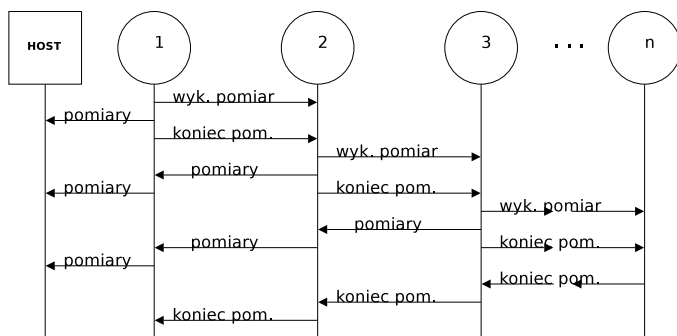 HOST
1
2
3
. . .
n
wyk. pomiar
pomiary
koniec pom.
wyk. pomiar
pomiary
pomiary
koniec pom.
wyk. pomiar
pomiary
pomiary
koniec pom.
pomiary
koniec pom.
koniec pom.
koniec pom.